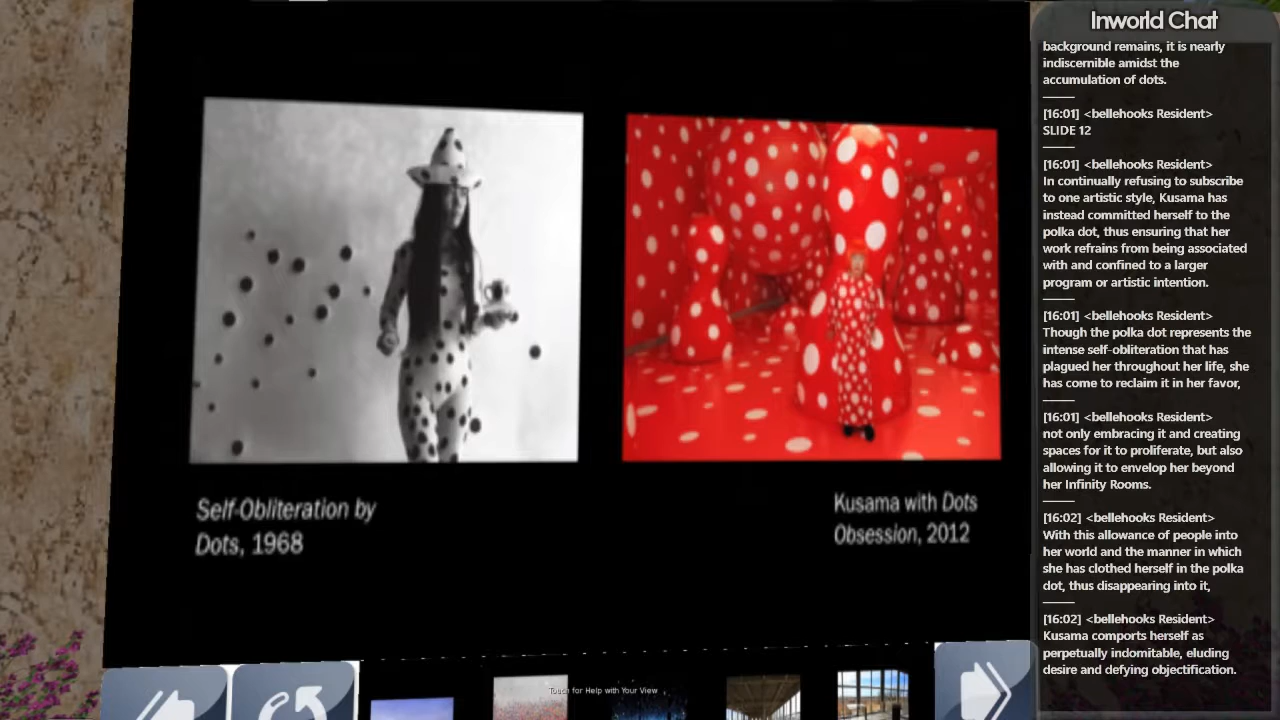 Self-Obliteration by
Dots, 1968
Kusama with Dots
Obsession, 2012
Touch for Help with Your View
Inworld Chat
background remains, it is nearly
indiscernible amidst the
accumulation of dots.
[16:01] <bellehooks Resident>
SLIDE 12
[16:01] <bellehooks Resident>
In continually refusing to subscribe
to one artistic style, Kusama has
instead committed herself to the
polka dot, thus ensuring that her
work refrains from being associated
with and confined to a larger
program or artistic intention.
[16:01] <bellehooks Resident>
Though the polka dot represents the
intense self-obliteration that has
plagued her throughout her life, she
has come to reclaim it in her favor,
[16:01] <bellehooks Resident>
not only embracing it and creating
spaces for it to proliferate, but also
allowing it to envelop her beyond
her Infinity Rooms.
[16:02] <bellehooks Resident>
With this allowance of people into
her world and the manner in which
she has clothed herself in the polka
dot, thus disappearing into it,
[16:02] <bellehooks Resident>
Kusama comports herself as
perpetually indomitable, eluding
desire and defying objectification.